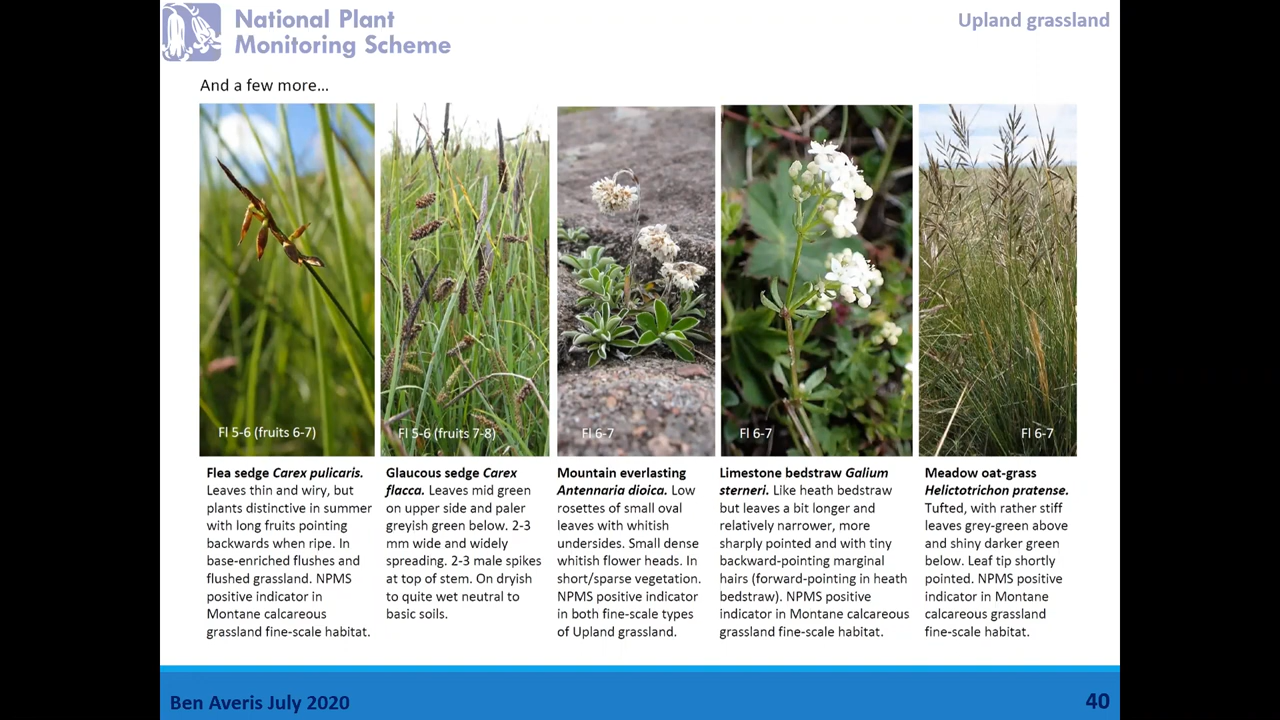 National Plant
Monitoring Scheme
Upland grassland
And a few more...
Fl 5-6 (fruits 6-7)
Fl 5-6 (fruits 7-8)
Fl 6-7
Fl 6-7
Fl 6-7
Flea sedge Carex pulicaris.
Leaves thin and wiry, but
plants distinctive in summer
with long fruits pointing
backwards when ripe. In
base-enriched flushes and
flushed grassland. NPMS
positive indicator in
Montane calcareous
grassland fine-scale habitat.
Glaucous sedge Carex
flacca. Leaves mid green
on upper side and paler
greyish green below. 2-3
mm wide and widely
spreading. 2-3 male spikes
at top of stem. On dryish
to quite wet neutral to
basic soils.
Mountain everlasting
Antennaria dioica. Low
rosettes of small oval
leaves with whitish
undersides. Small dense
whitish flower heads. In
short/sparse vegetation.
NPMS positive indicator
in both fine-scale types
of Upland grassland.
Limestone bedstraw Galium
sterneri. Like heath bedstraw
but leaves a bit longer and
relatively narrower, more
sharply pointed and with tiny
backward-pointing marginal
hairs (forward-pointing in heath
bedstraw). NPMS positive
indicator in Montane calcareous
grassland fine-scale habitat.
Meadow oat-grass
Helictotrichon pratense.
Tufted, with rather stiff
leaves grey-green above
and shiny darker green
below. Leaf tip shortly
pointed. NPMS positive
indicator in Montane
calcareous grassland
fine-scale habitat.
Ben Averis July 2020
40